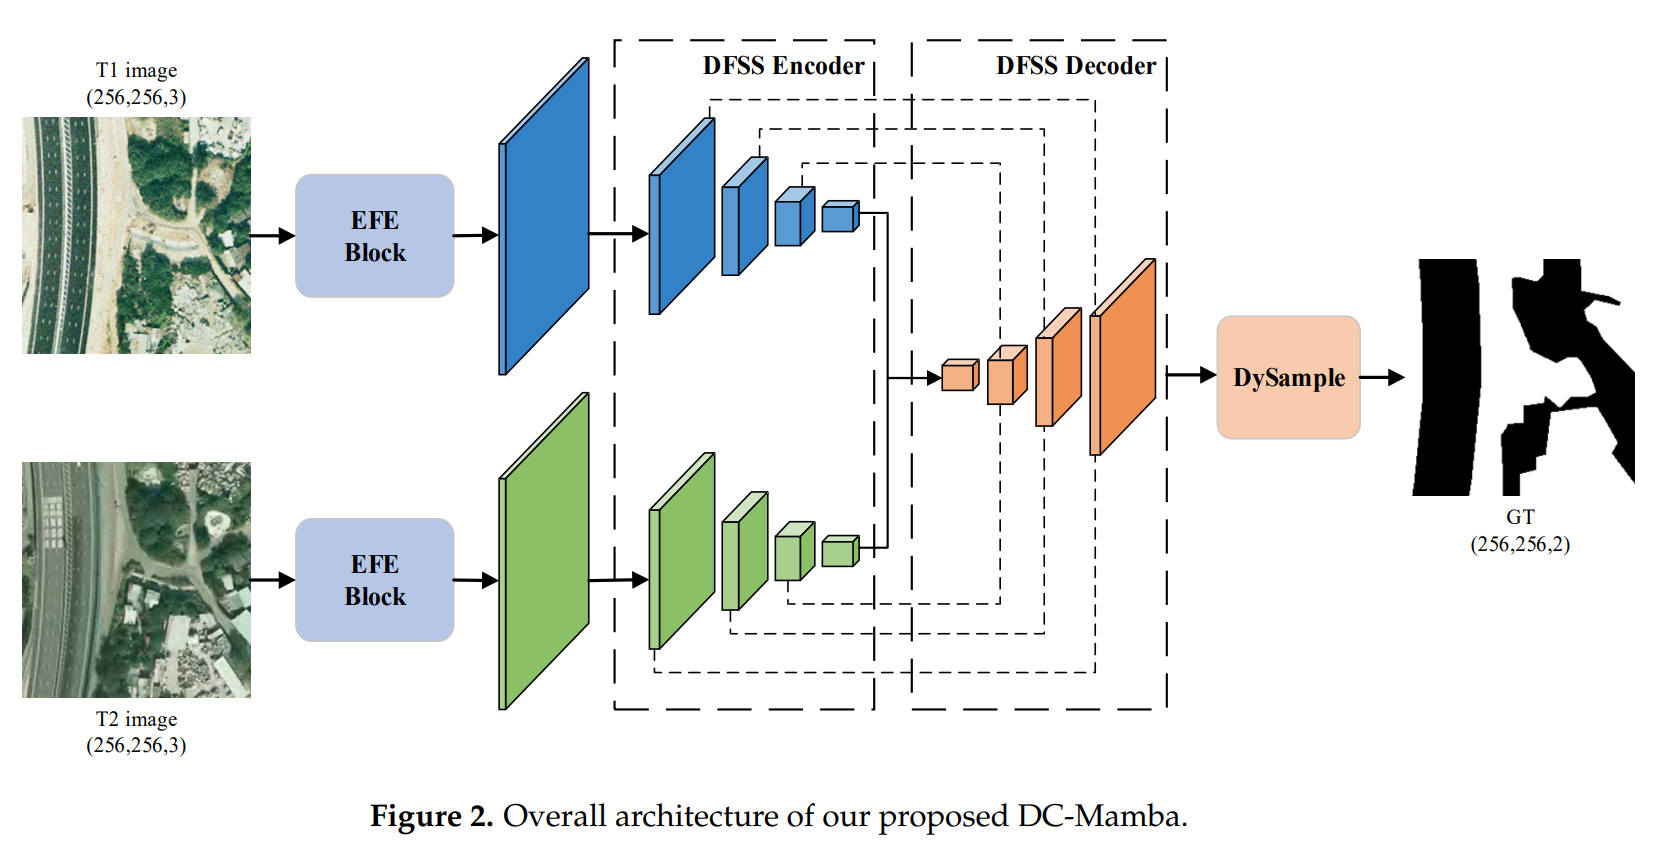 T1 image
(256,256,3)
EFE
Block
DFSS Encoder
DFSS Decoder
DySample
GT
(256,256,2)
EFE
Block
T2 image
(256,256,3)
Figure 2. Overall architecture of our proposed DC-Mamba.